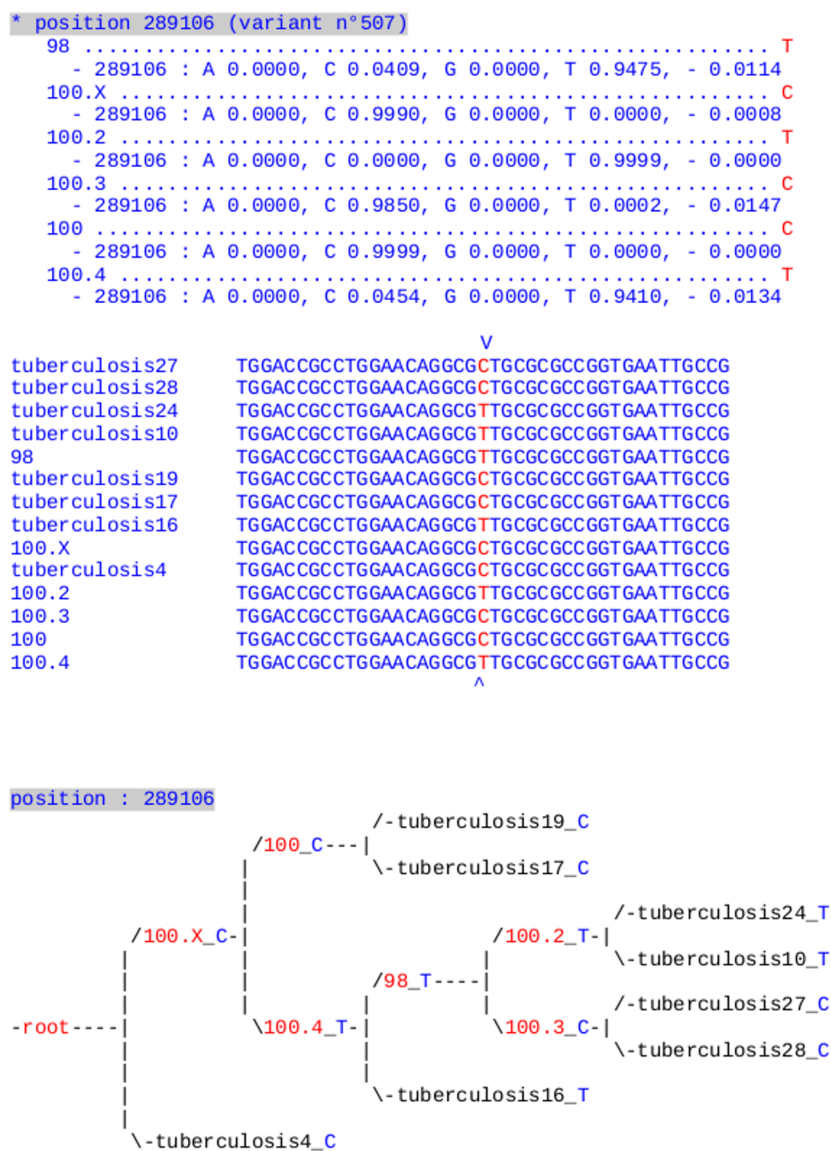 * position 289106 (variant n°507)
98 ......................................................... T
- 289106 : A 0.0000, C 0.0409, G 0.0000, T 0.9475, - 0.0114
100.X ...................................................... C
- 289106 : A 0.0000, C 0.9990, G 0.0000, T 0.0000, - 0.0008
100.2 ...................................................... T
- 289106 : A 0.0000, C 0.0000, G 0.0000, T 0.9999, - 0.0000
100.3 ...................................................... C
- 289106 : A 0.0000, C 0.9850, G 0.0000, T 0.0002, - 0.0147
100 ........................................................ C
- 289106 : A 0.0000, C 0.9999, G 0.0000, T 0.0000, - 0.0000
100.4 ...................................................... T
- 289106 : A 0.0000, C 0.0454, G 0.0000, T 0.9410, - 0.0134
V
tuberculosis27 TGGACCGCCTGGAACAGGCGCTGCGCGCCGGTGAATTGCCG
tuberculosis28 TGGACCGCCTGGAACAGGCGCTGCGCGCCGGTGAATTGCCG
tuberculosis24 TGGACCGCCTGGAACAGGCGTTGCGCGCCGGTGAATTGCCG
tuberculosis10 TGGACCGCCTGGAACAGGCGTTGCGCGCCGGTGAATTGCCG
98 TGGACCGCCTGGAACAGGCGTTGCGCGCCGGTGAATTGCCG
tuberculosis19 TGGACCGCCTGGAACAGGCGCTGCGCGCCGGTGAATTGCCG
tuberculosis17 TGGACCGCCTGGAACAGGCGCTGCGCGCCGGTGAATTGCCG
tuberculosis16 TGGACCGCCTGGAACAGGCGTTGCGCGCCGGTGAATTGCCG
100.X TGGACCGCCTGGAACAGGCGCTGCGCGCCGGTGAATTGCCG
tuberculosis4 TGGACCGCCTGGAACAGGCGCTGCGCGCCGGTGAATTGCCG
100.2 TGGACCGCCTGGAACAGGCGTTGCGCGCCGGTGAATTGCCG
100.3 TGGACCGCCTGGAACAGGCGCTGCGCGCCGGTGAATTGCCG
100 TGGACCGCCTGGAACAGGCGCTGCGCGCCGGTGAATTGCCG
100.4 TGGACCGCCTGGAACAGGCGTTGCGCGCCGGTGAATTGCCG
^
position : 289106
/-tuberculosis19_C
/100_C---|
| \-tuberculosis17_C
|
| /-tuberculosis24_T
/100.X_C-| /100.2_T-|
| | | \-tuberculosis10_T
| | /98_T----|
| | | | /-tuberculosis27_C
-root----| \100.4_T-| \100.3_C-|
| | \-tuberculosis28_C
| |
| \-tuberculosis16_T
|
\-tuberculosis4_C